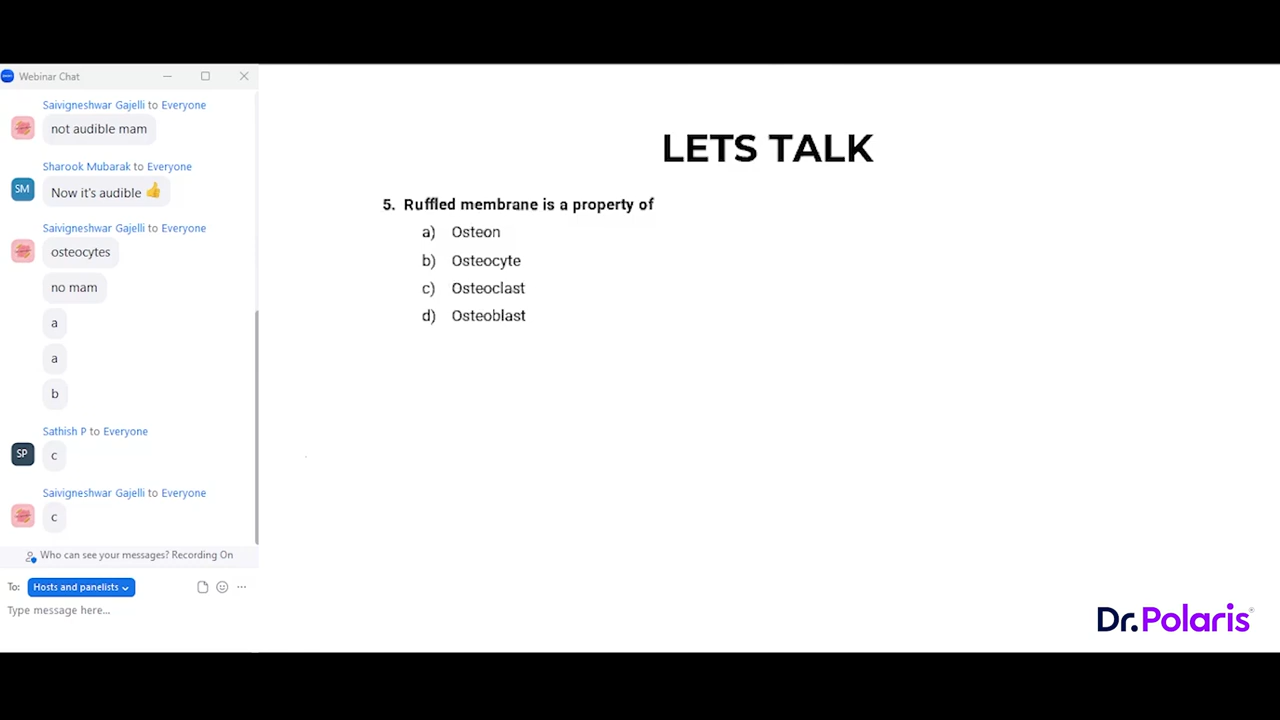 Webinar Chat
Saivigneshwar Gajelli to Everyone
not audible mam
Sharook Mubarak to Everyone
SM
Now it's audible 👍
Saivigneshwar Gajelli to Everyone
osteocytes
no mam
a
a
b
Sathish P to Everyone
SP
c
Saivigneshwar Gajelli to Everyone
c
Who can see your messages? Recording On
To: Hosts and panelists
Type message here...
LETS TALK
5. Ruffled membrane is a property of
a) Osteon
b) Osteocyte
c) Osteoclast
d) Osteoblast
Dr.Polaris